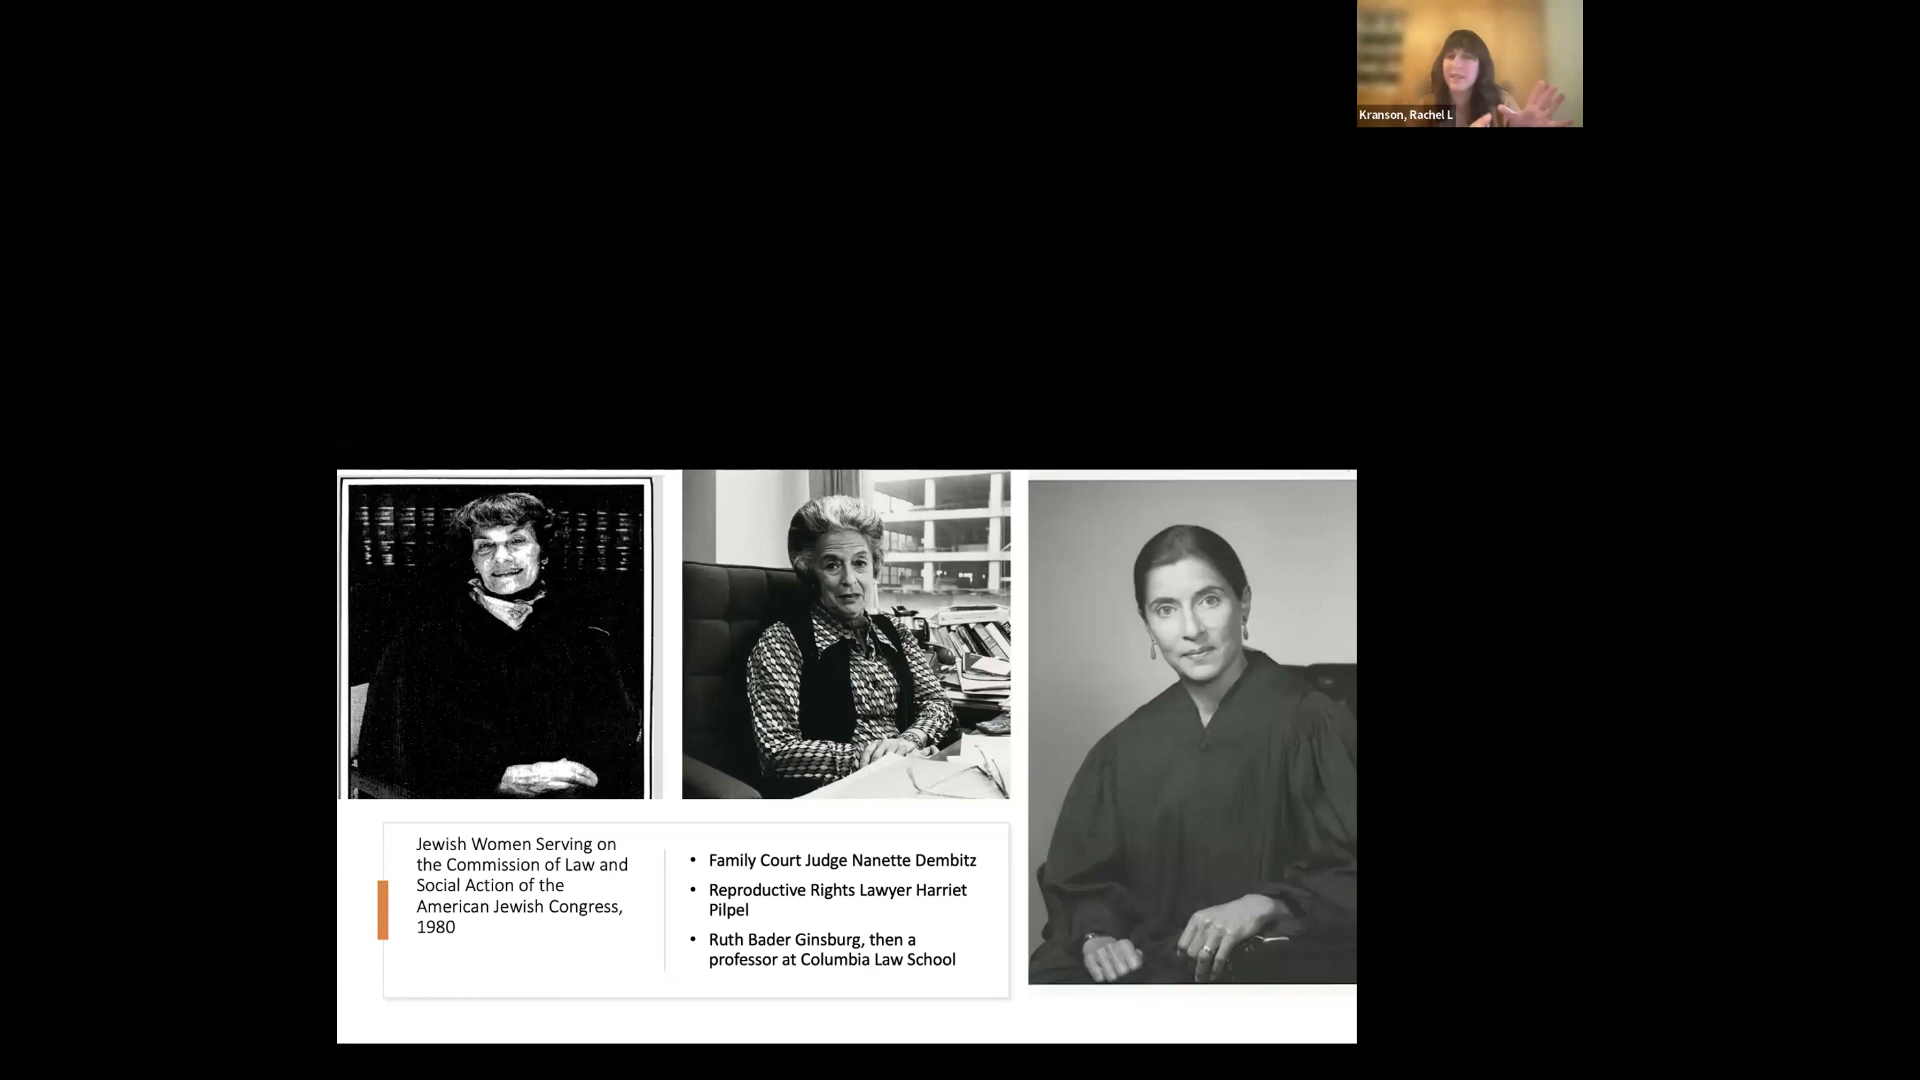 Kranson, Rachel L
Jewish Women Serving on
the Commission of Law and
Social Action of the
American Jewish Congress,
1980
• Family Court Judge Nanette Dembitz
• Reproductive Rights Lawyer Harriet
Pilpel
• Ruth Bader Ginsburg, then a
professor at Columbia Law School